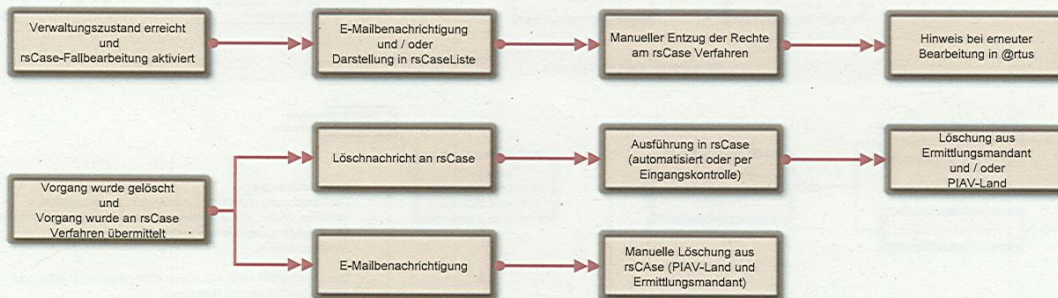 Verwaltungszustand erreicht
und
rsCase-Fallbearbeitung aktiviert
E-Mailbenachrichtigung
und / oder
Darstellung in rsCaseListe
Manueller Entzug der Rechte
am rsCase Verfahren
Hinweis bei erneuter
Bearbeitung in @rtus
Vorgang wurde gelöscht
und
Vorgang wurde an rsCase
Verfahren übermittelt
Löschnachricht an rsCase
Ausführung in rsCase
(automatisiert oder per
Eingangskontrolle)
Löschung aus
Ermittlungsmandant
und / oder
PIAV-Land
E-Mailbenachrichtigung
Manuelle Löschung aus
rsCAse (PIAV-Land und
Ermittlungsmandant)